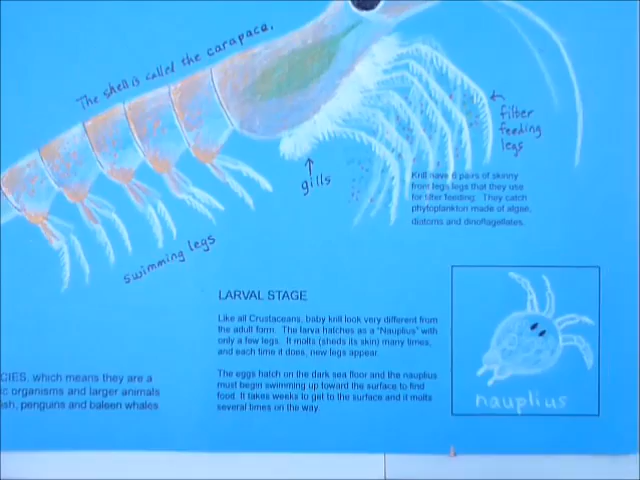 The shell is called the carapace.
filter
feeding
legs
gills
Krill have 6 pairs of skinny
front legs legs that they use
for filter feeding. They catch
phytoplankton made of algae,
diatoms and dinoflagellates.
swimming legs
LARVAL STAGE
Like all Crustaceans, baby krill look very different from
the adult form. The larva hatches as a "Nauplius" with
only a few legs. It molts (sheds its skin) many times,
and each time it does, new legs appear.
The eggs hatch on the dark sea floor and the nauplius
must begin swimming up toward the surface to find
food. It takes weeks to get to the surface and it molts
several times on the way.
CIES, which means they are a
ic organisms and larger animals
ish, penguins and baleen whales
nauplius